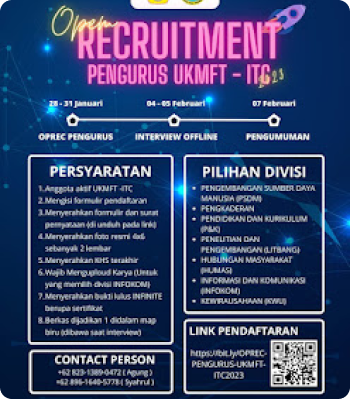 Open
RECRUITMENT
PENGURUS UKMFT - ITC
2023
28 - 31 Januari
04 - 05 Februari
07 Februari
OPREC PENGURUS
INTERVIEW OFFLINE
PENGUMUMAN
PERSYARATAN
1. Anggota aktif UKMFT -ITC
2. Mengisi formulir pendaftaran
3. Menyerahkan formulir dan surat
pernyataan (di unduh pada link)
4. Menyerahkan foto resmi 4x6
sebanyak 2 lembar
5. Menyerahkan KHS terakhir
6. Wajib Mengupload Karya (Untuk
yang memilih divisi INFOKOM)
7. Menyerahkan bukti lulus INFINITE
berupa sertifikat
8. Berkas dijadikan 1 didalam map
biru (dibawa saat interview)
PILIHAN DIVISI
• PENGEMBANGAN SUMBER DAYA
MANUSIA (PSDM)
• PENGKADERAN
• PENDIDIKAN DAN KURIKULUM
(P&K)
• PENELITIAN DAN
PENGEMBANGAN (LITBANG)
• HUBUNGAN MASYARAKAT
(HUMAS)
• INFORMASI DAN KOMUNIKASI
(INFOKOM)
• KEWIRAUSAHAAN (KWU)
LINK PENDAFTARAN
https://bit.ly/OPREC-
PENGURUS-UKMFT-
ITC2023
CONTACT PERSON
+62 823-1389-0472 ( Agung )
+62 896-1640-5778 ( Syahrul )